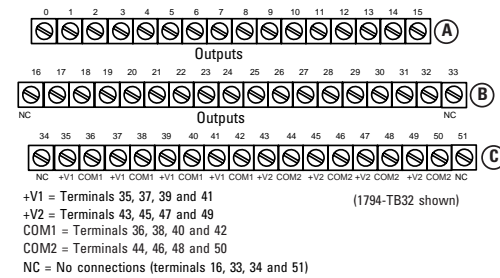 0 1 2 3 4 5 6 7 8 9 10 11 12 13 14 15
A
Outputs
16 17 18 19 20 21 22 23 24 25 26 27 28 29 30 31 32 33
B
NC Outputs NC
34 35 36 37 38 39 40 41 42 43 44 45 46 47 48 49 50 51
C
NC +V1 COM1 +V1 COM1 +V1 COM1 +V1 COM1 +V2 COM2 +V2 COM2 +V2 COM2 +V2 COM2 NC
+V1 = Terminals 35, 37, 39 and 41 (1794-TB32 shown)
+V2 = Terminals 43, 45, 47 and 49
COM1 = Terminals 36, 38, 40 and 42
COM2 = Terminals 44, 46, 48 and 50
NC = No connections (terminals 16, 33, 34 and 51)